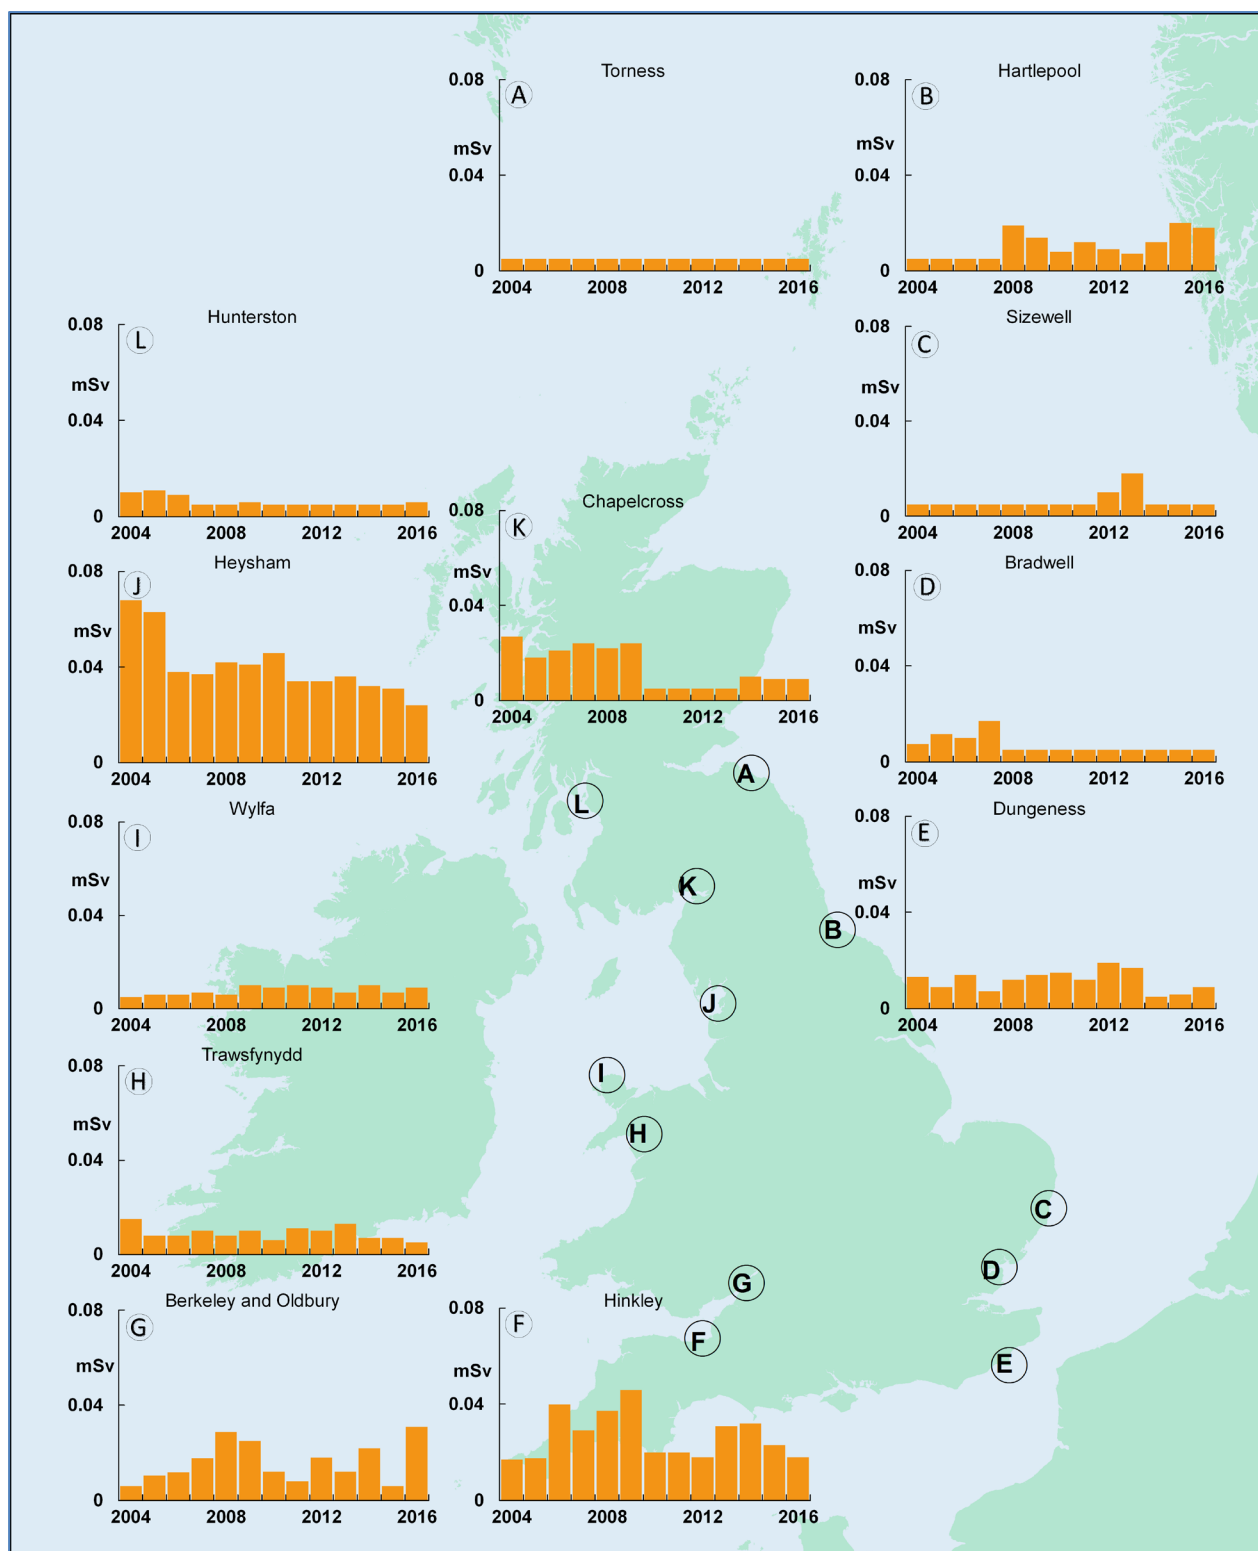 Torness
A
0.08
mSv
0.04
0
2004 2008 2012 2016
Hartlepool
B
0.08
mSv
0.04
0
2004 2008 2012 2016
Hunterston
L
0.08
mSv
0.04
0
2004 2008 2012 2016
Sizewell
C
0.08
mSv
0.04
0
2004 2008 2012 2016
Chapelcross
K
0.08
mSv
0.04
0
2004 2008 2012 2016
Heysham
J
0.08
mSv
0.04
0
2004 2008 2012 2016
Bradwell
D
0.08
mSv
0.04
0
2004 2008 2012 2016
Wylfa
I
0.08
mSv
0.04
0
2004 2008 2012 2016
Dungeness
E
0.08
mSv
0.04
0
2004 2008 2012 2016
Trawsfynydd
H
0.08
mSv
0.04
0
2004 2008 2012 2016
Berkeley and Oldbury
G
0.08
mSv
0.04
0
2004 2008 2012 2016
Hinkley
F
0.08
mSv
0.04
0
2004 2008 2012 2016
A
L
K
B
J
I
H
C
D
G
F
E